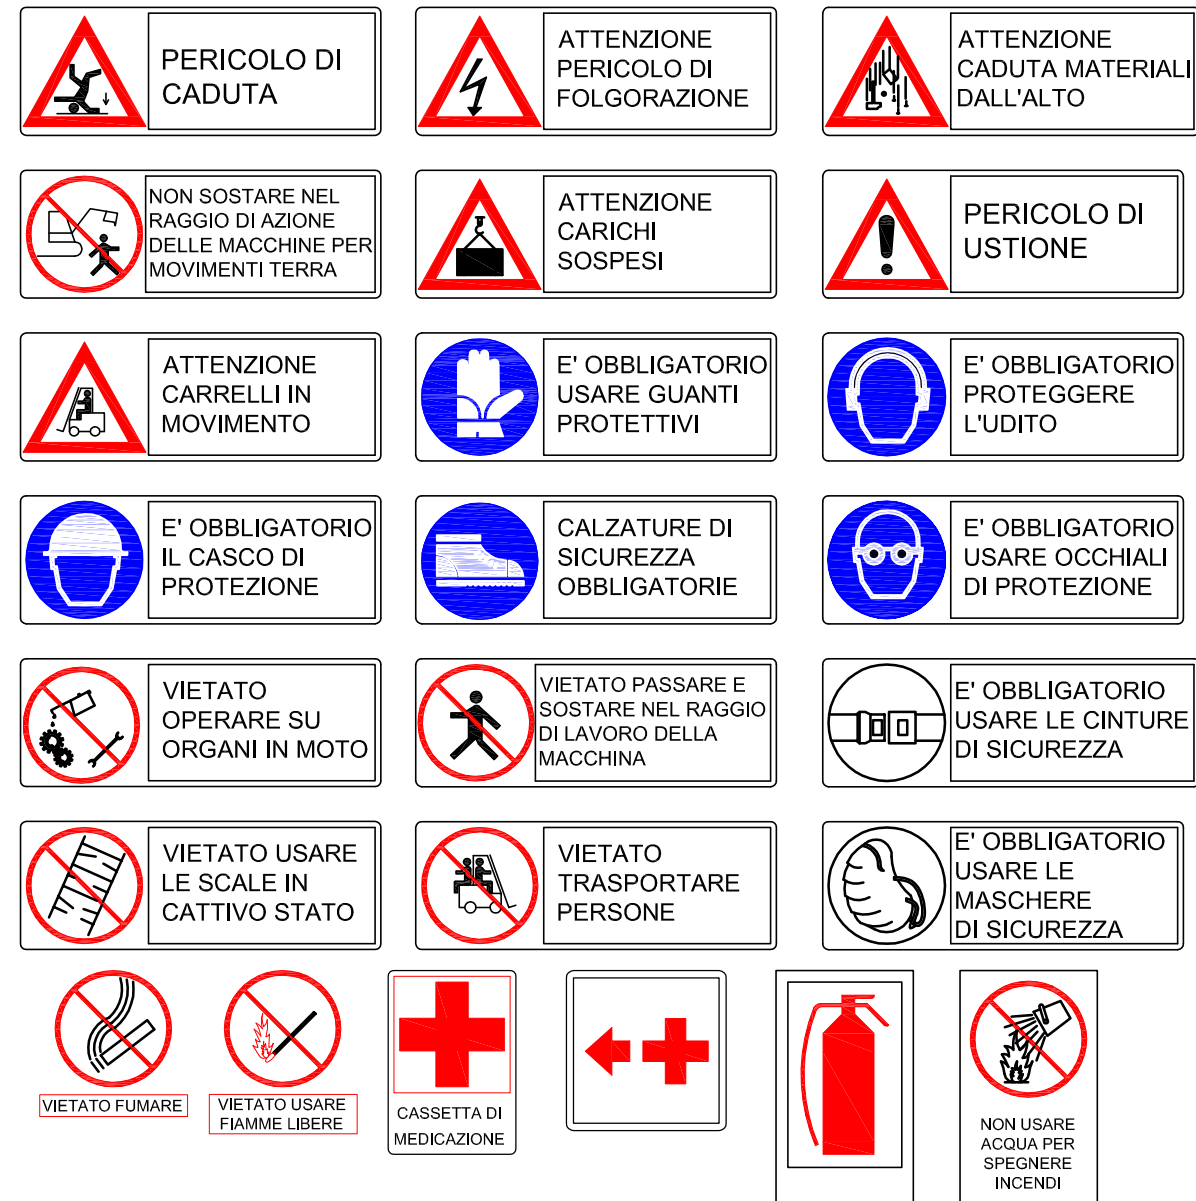 PERICOLO DI
CADUTA
ATTENZIONE
PERICOLO DI
FOLGORAZIONE
ATTENZIONE
CADUTA MATERIALI
DALL'ALTO
NON SOSTARE NEL
RAGGIO DI AZIONE
DELLE MACCHINE PER
MOVIMENTI TERRA
ATTENZIONE
CARICHI
SOSPESI
PERICOLO DI
USTIONE
ATTENZIONE
CARRELLI IN
MOVIMENTO
E' OBBLIGATORIO
USARE GUANTI
PROTETTIVI
E' OBBLIGATORIO
PROTEGGERE
L'UDITO
E' OBBLIGATORIO
IL CASCO DI
PROTEZIONE
CALZATURE DI
SICUREZZA
OBBLIGATORIE
E' OBBLIGATORIO
USARE OCCHIALI
DI PROTEZIONE
VIETATO
OPERARE SU
ORGANI IN MOTO
VIETATO PASSARE E
SOSTARE NEL RAGGIO
DI LAVORO DELLA
MACCHINA
E' OBBLIGATORIO
USARE LE CINTURE
DI SICUREZZA
VIETATO USARE
LE SCALE IN
CATTIVO STATO
VIETATO
TRASPORTARE
PERSONE
E' OBBLIGATORIO
USARE LE
MASCHERE
DI SICUREZZA
VIETATO FUMARE
VIETATO USARE
FIAMME LIBERE
CASSETTA DI
MEDICAZIONE
NON USARE
ACQUA PER
SPEGNERE
INCENDI